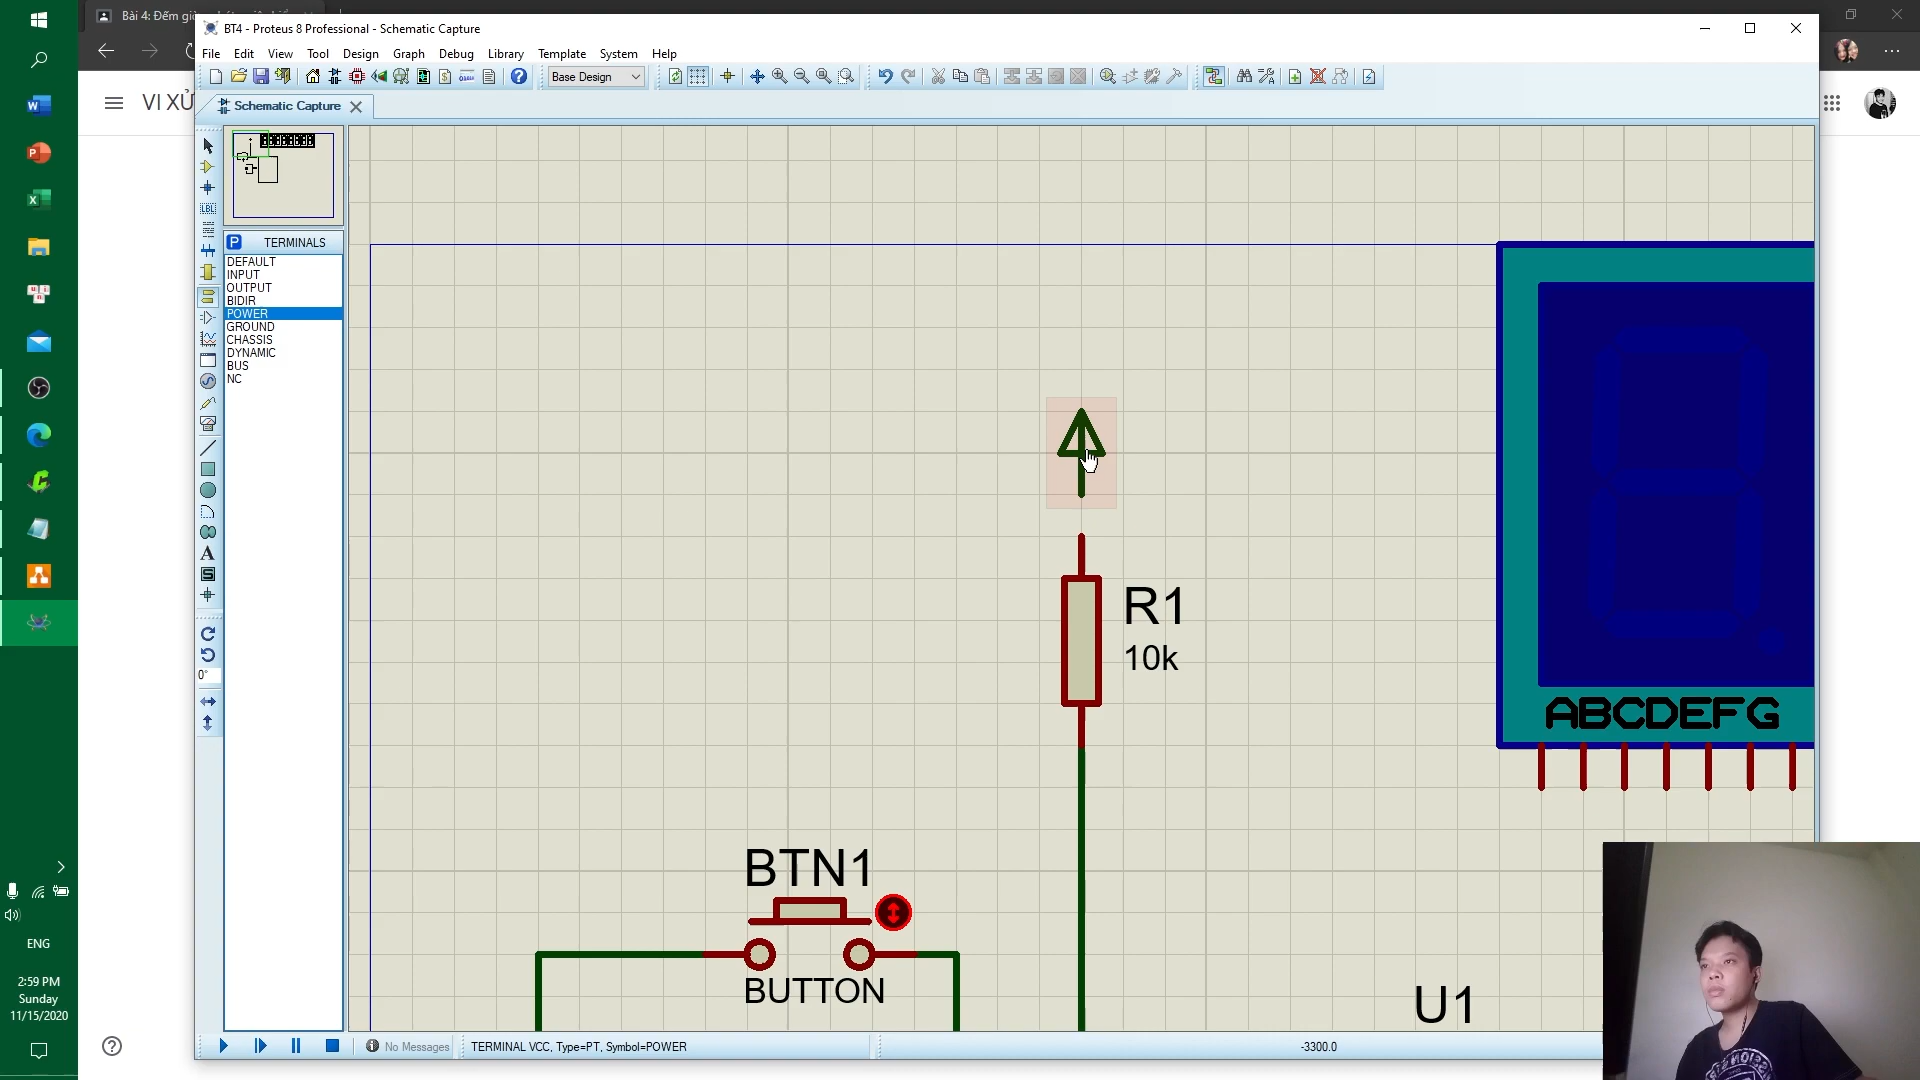 Bài 4: Đếm
BT4 - Proteus 8 Professional - Schematic Capture
File Edit View Tool Design Graph Debug Library Template System Help
Base Design
VI XỬ
Schematic Capture
P TERMINALS
DEFAULT
INPUT
OUTPUT
BIDIR
POWER
GROUND
CHASSIS
DYNAMIC
BUS
NC
LBL
A
S
0°
R1
10k
ABCDEFG
BTN1
BUTTON
U1
ENG
2:59 PM
Sunday
11/15/2020
No Messages
TERMINAL VCC, Type=PT, Symbol=POWER
-3300.0